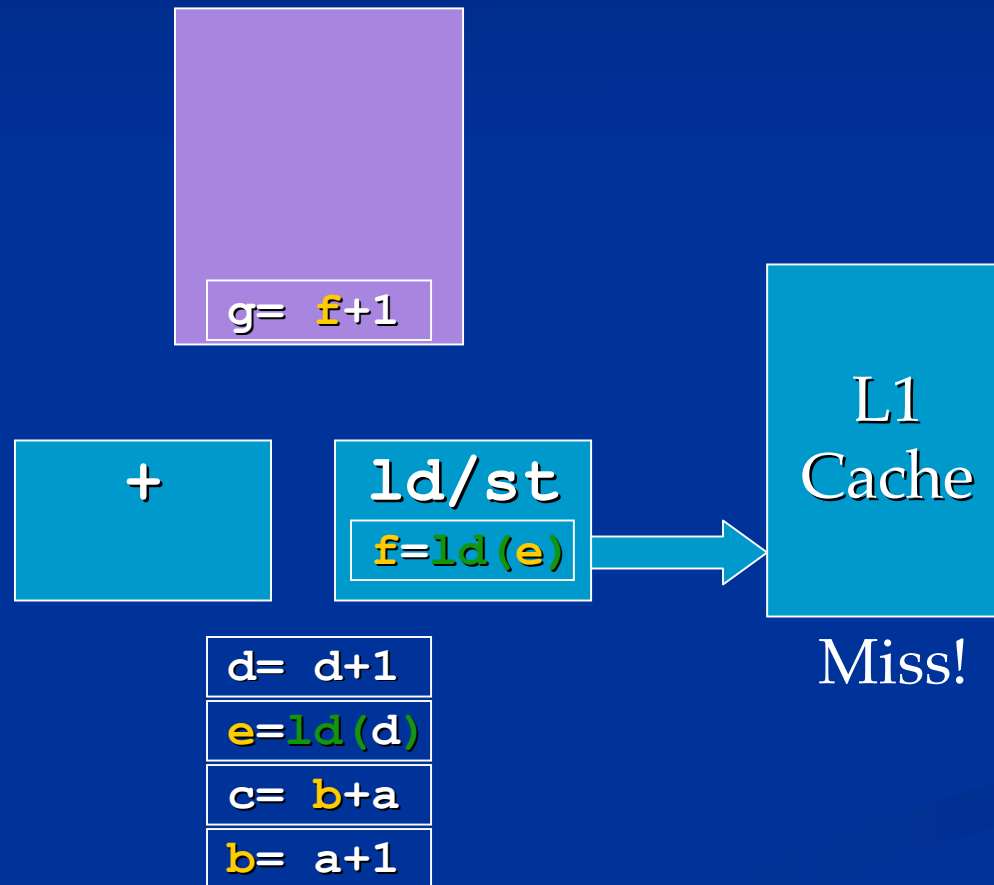 g= f+1
+
ld/st
f=ld(e)
L1
Cache
Miss!
d= d+1
e=ld(d)
c= b+a
b= a+1